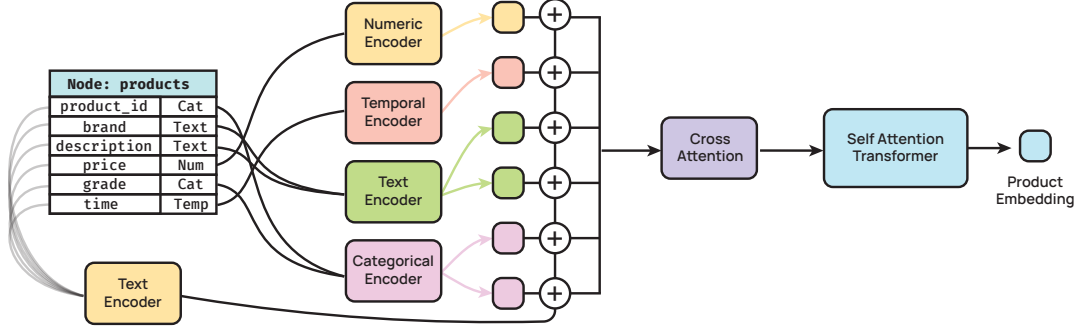 Node: products
product_id Cat
brand Text
description Text
price Num
grade Cat
time Temp
Text
Encoder
Numeric
Encoder
Temporal
Encoder
Text
Encoder
Categorical
Encoder
+
+
+
+
+
+
Cross
Attention
Self Attention
Transformer
Product
Embedding